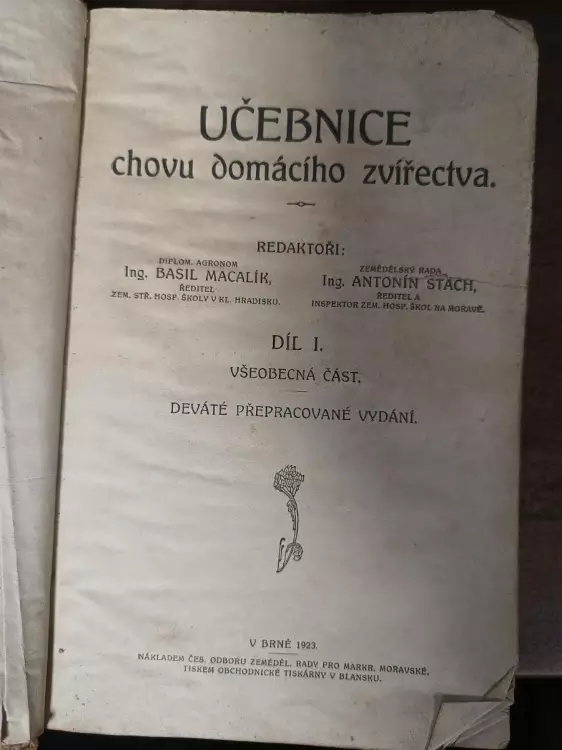 UČEBNICE
chovu domácího zvířectva.
REDAKTOŘI:
DIPLOM. AGRONOM
Ing. BASIL MACALÍK,
ŘEDITEL
ZEM. STŘ. HOSP. ŠKOLY V KL. HRADISKU.
ZEMĚDĚLSKÝ RADA
Ing. ANTONÍN STACH,
ŘEDITEL A
INSPEKTOR ZEM. HOSP. ŠKOL NA MORAVĚ.
DÍL I.
VŠEOBECNÁ ČÁST.
DEVÁTÉ PŘEPRACOVANÉ VYDÁNÍ.
V BRNĚ 1923.
NÁKLADEM ČES. ODBORU ZEMĚDĚL. RADY PRO MARKR. MORAVSKÉ.
TISKEM OBCHODNICKÉ TISKÁRNY V BLANSKU.